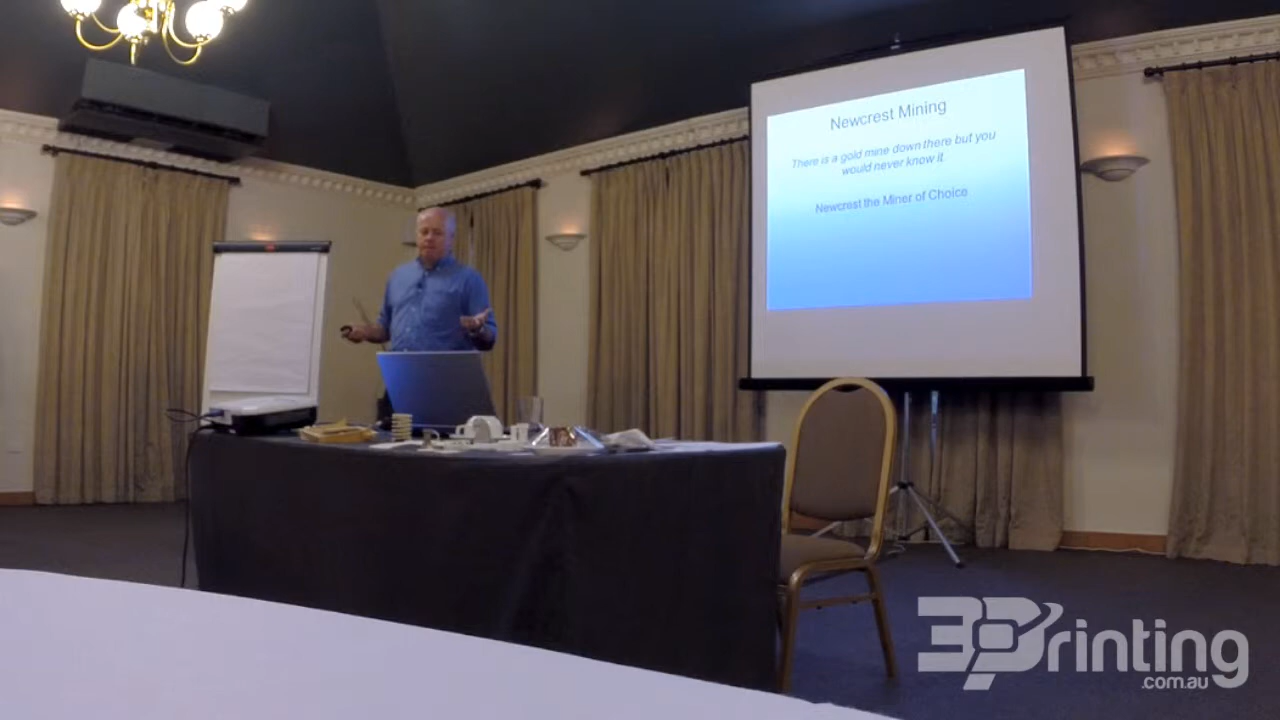 Newcrest Mining
There is a gold mine down there but you
would never know it
Newcrest the Miner of Choice
3DPrinting
.com.au